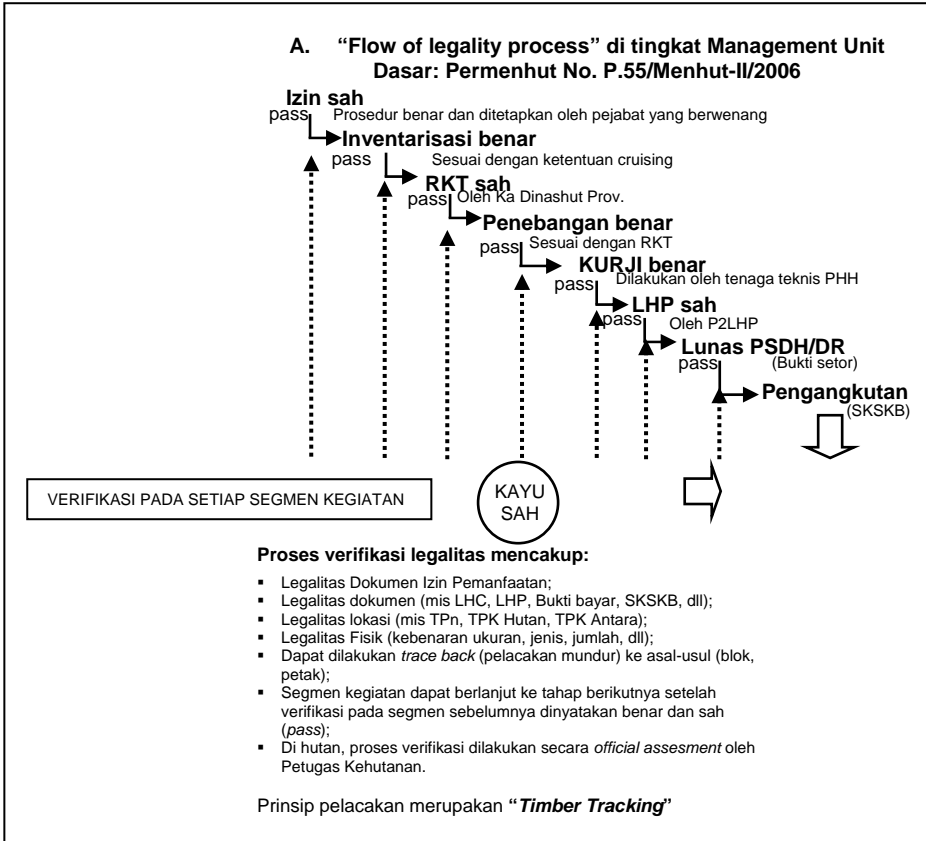 A. “Flow of legality process” di tingkat Management Unit
Dasar: Permenhut No. P.55/Menhut-II/2006
Izin sah
pass Prosedur benar dan ditetapkan oleh pejabat yang berwenang
Inventarisasi benar
pass Sesuai dengan ketentuan cruising
RKT sah
pass Oleh Ka Dinashut Prov.
Penebangan benar
pass Sesuai dengan RKT
KURJI benar
pass Dilakukan oleh tenaga teknis PHH
LHP sah
pass Oleh P2LHP
Lunas PSDH/DR
pass (Bukti setor)
Pengangkutan
(SKSKB)
VERIFIKASI PADA SETIAP SEGMEN KEGIATAN
KAYU
SAH
Proses verifikasi legalitas mencakup:
▪ Legalitas Dokumen Izin Pemanfaatan;
▪ Legalitas dokumen (mis LHC, LHP, Bukti bayar, SKSKB, dll);
▪ Legalitas lokasi (mis TPn, TPK Hutan, TPK Antara);
▪ Legalitas Fisik (kebenaran ukuran, jenis, jumlah, dll);
▪ Dapat dilakukan trace back (pelacakan mundur) ke asal-usul (blok,
petak);
▪ Segmen kegiatan dapat berlanjut ke tahap berikutnya setelah
verifikasi pada segmen sebelumnya dinyatakan benar dan sah
(pass);
▪ Di hutan, proses verifikasi dilakukan secara official assesment oleh
Petugas Kehutanan.
Prinsip pelacakan merupakan “Timber Tracking”